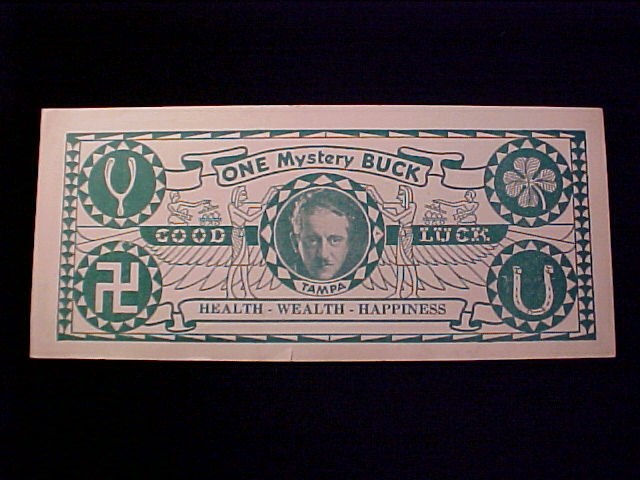 ONE Mystery BUCK
GOOD LUCK
TAMPA
HEALTH - WEALTH - HAPPINESS